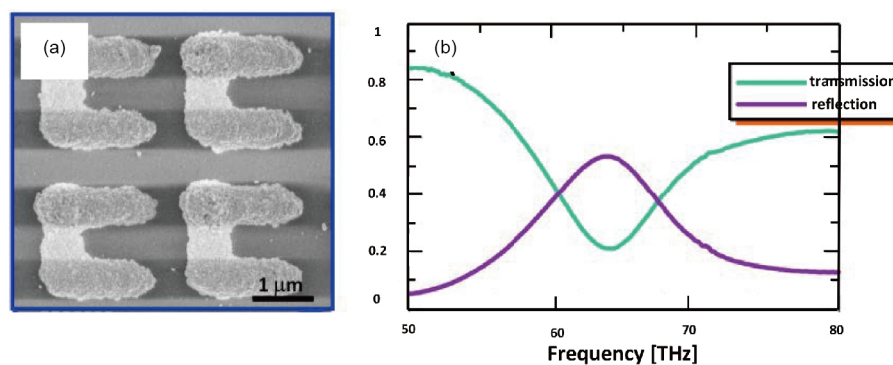 (a)
1 μm
(b)
1
0.8
0.6
0.4
0.2
0
transmission
reflection
50
60
70
80
Frequency [THz]